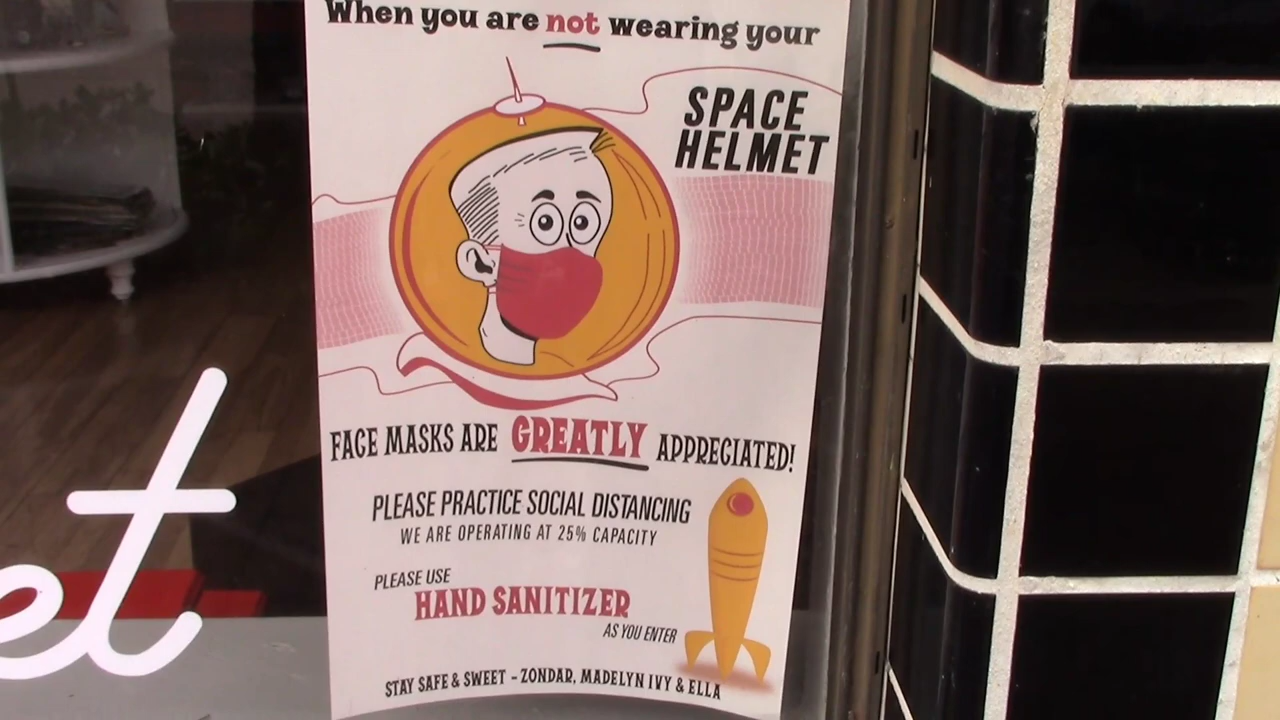 When you are not wearing your
SPACE
HELMET
FACE MASKS ARE GREATLY APPRECIATED!
PLEASE PRACTICE SOCIAL DISTANCING
WE ARE OPERATING AT 25% CAPACITY
PLEASE USE
HAND SANITIZER
AS YOU ENTER
STAY SAFE & SWEET - ZONDAR, MADELYN IVY & ELLA
et